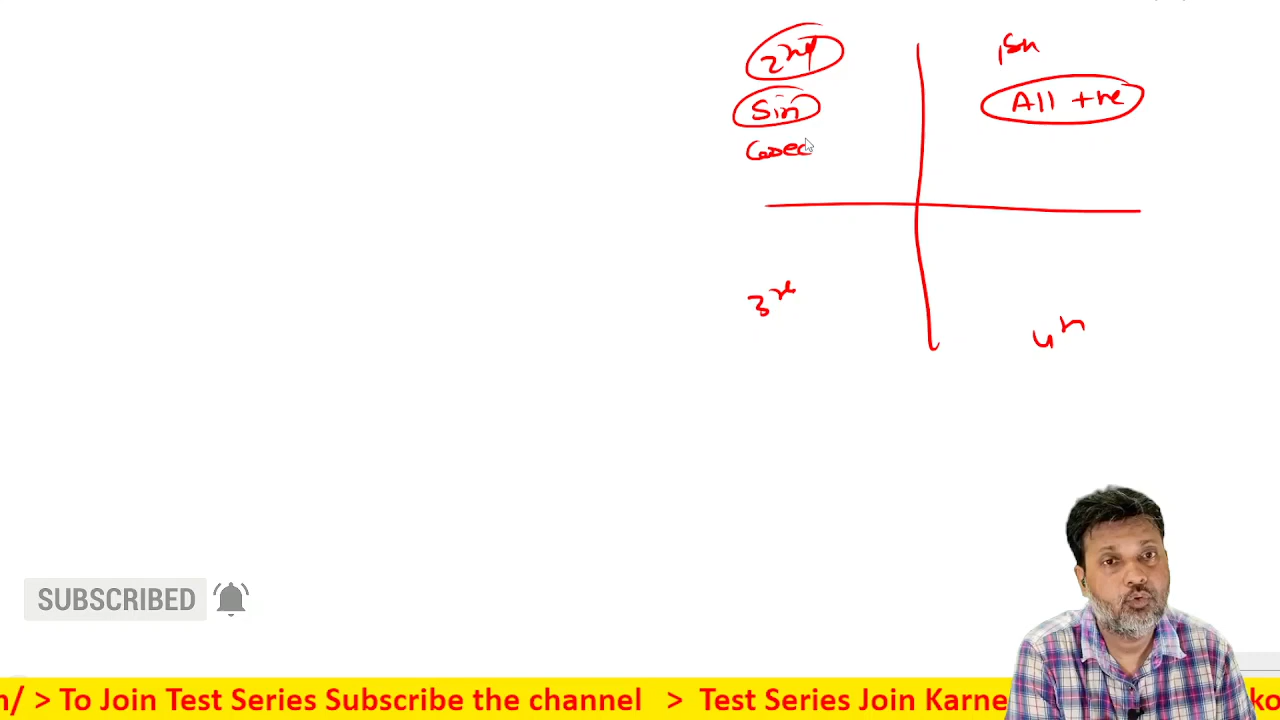 2nd
Sin
Cosec
1st
All +ve
3rd
4th
SUBSCRIBED
n/ > To Join Test Series Subscribe the channel > Test Series Join Karne ko